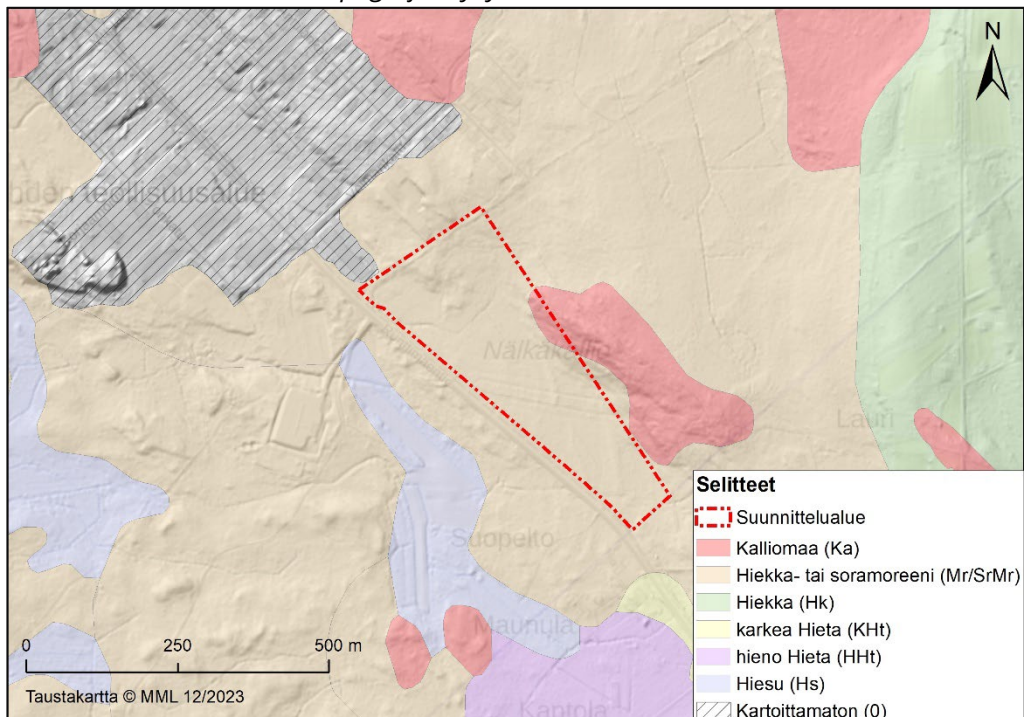 N
teollisuusalue
Nälkäkallio
Lauri
Suopelto
Maunula
Kaptola
0 250 500 m
Taustakartta © MML 12/2023
Selitteet
Suunnittelualue
Kalliomaa (Ka)
Hiekka- tai soramoreeni (Mr/SrMr)
Hiekka (Hk)
karkea Hieta (KHt)
hieno Hieta (HHt)
Hiesu (Hs)
Kartoittamaton (0)